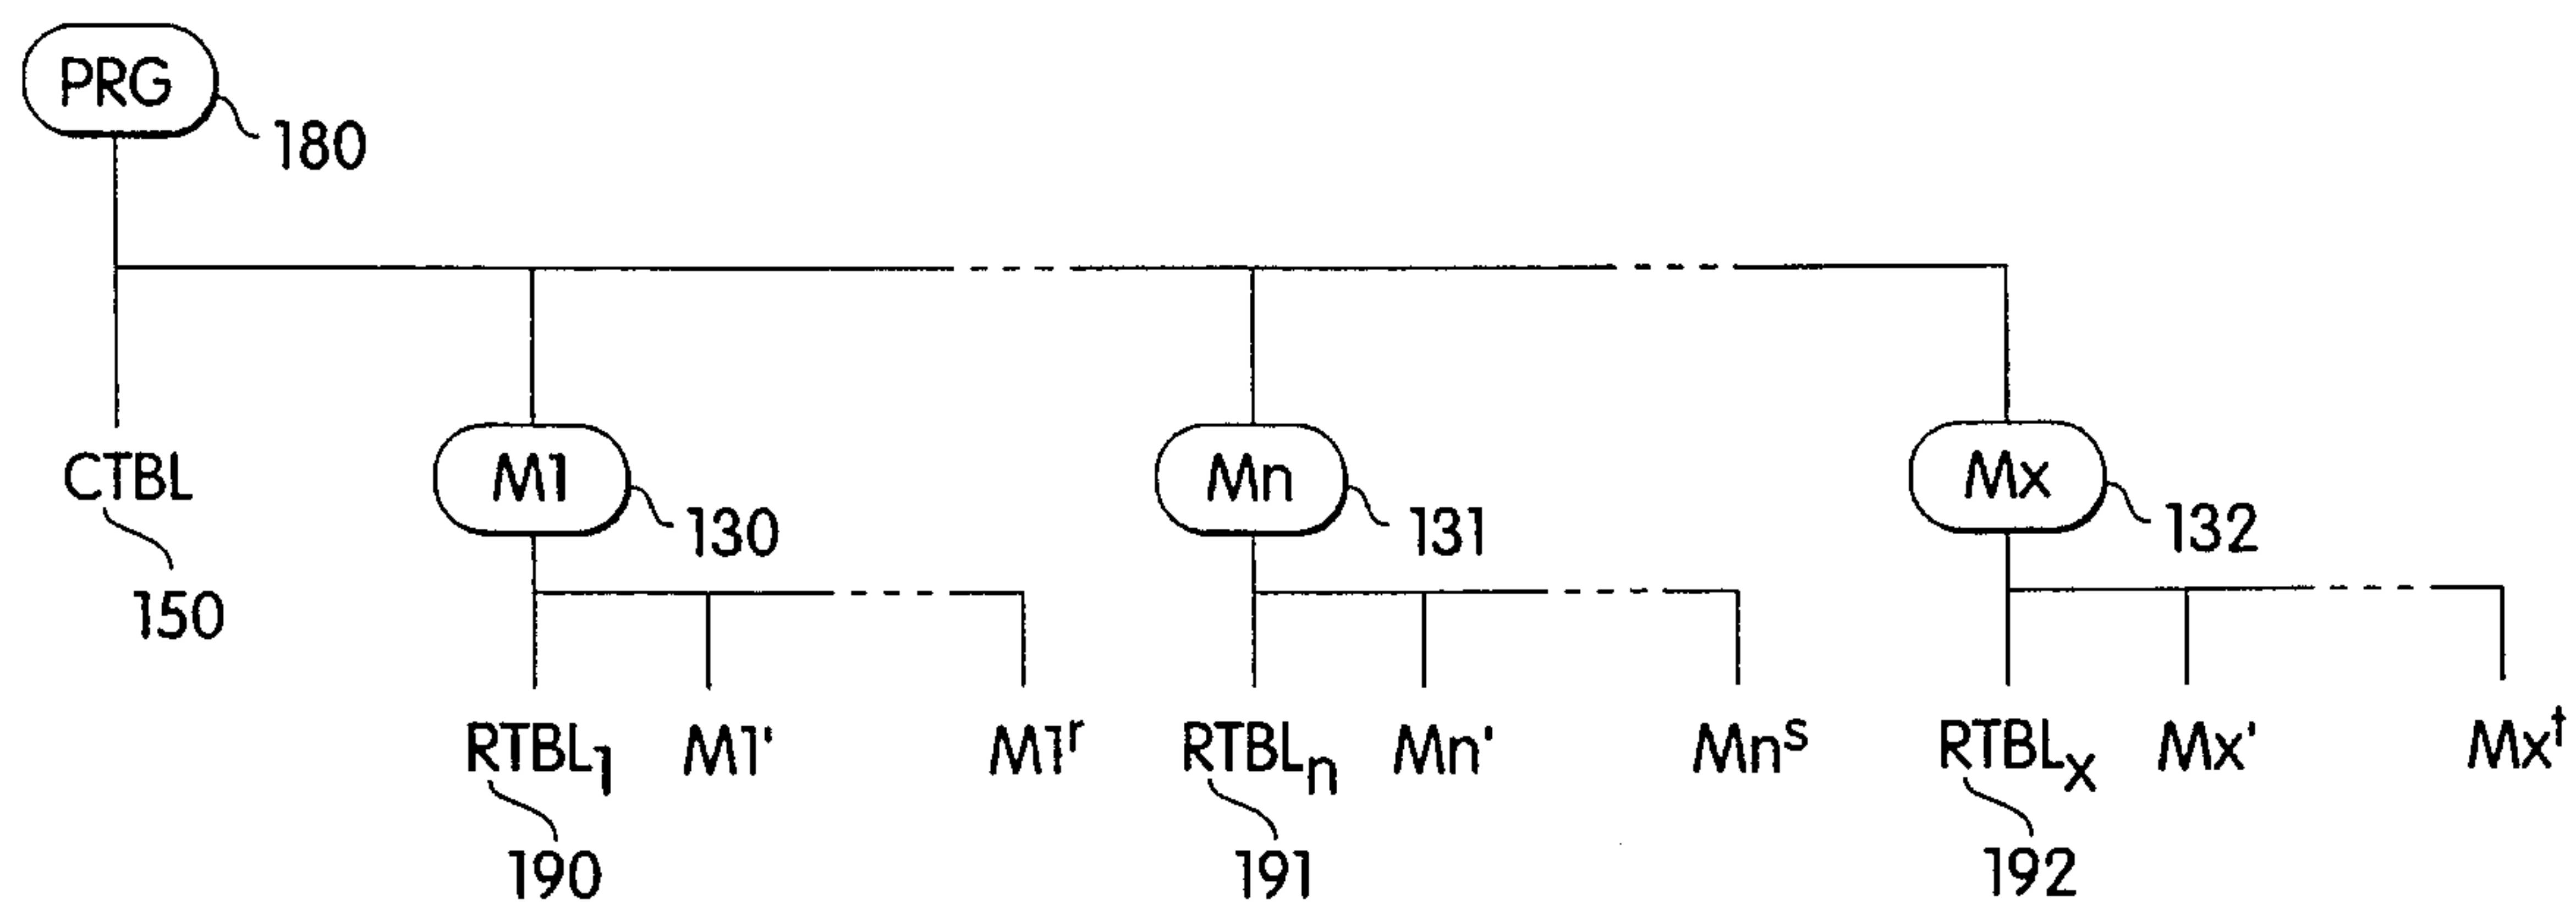 PRG
180
CTBL M1 Mn Mx
130 131 132
150
RTBL₁ M1' M1ʳ RTBLₙ Mn' Mnˢ RTBLₓ Mx' Mxᵗ
190 191 192